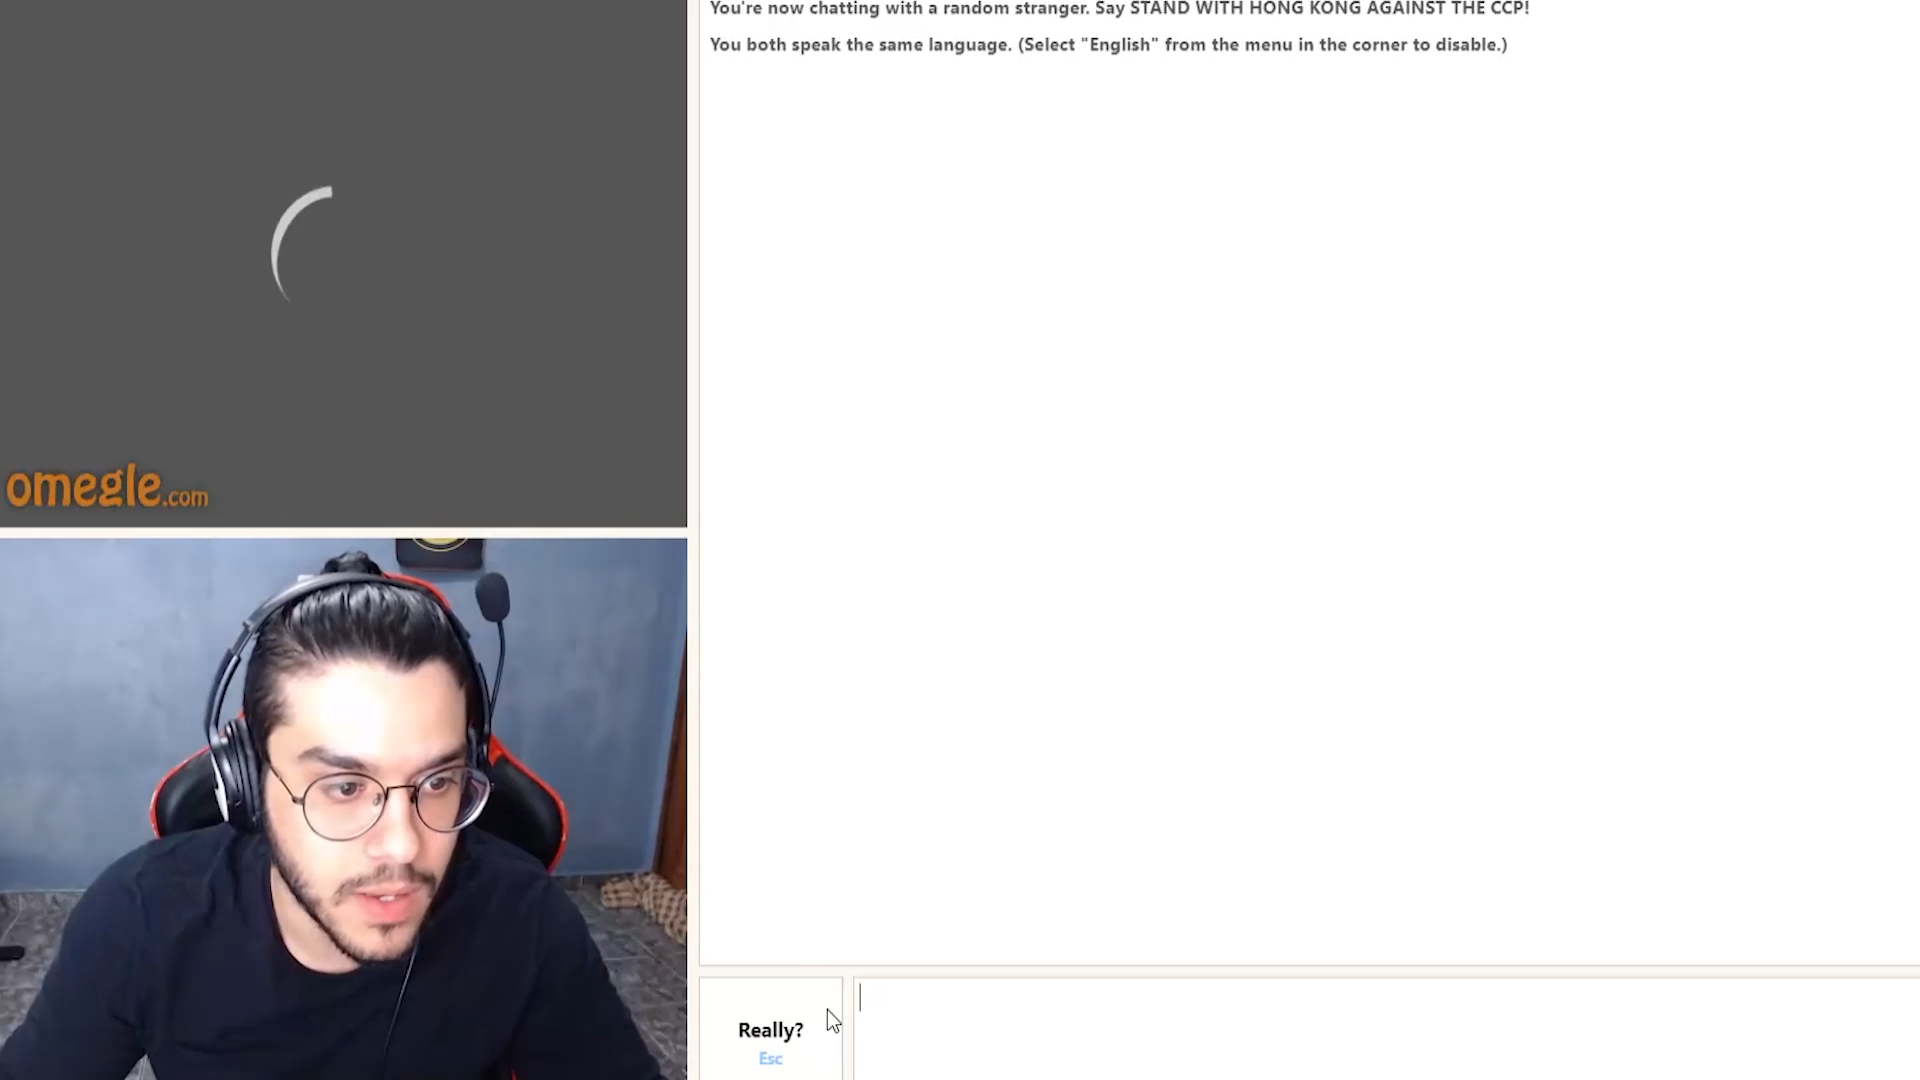 You're now chatting with a random stranger. Say STAND WITH HONG KONG AGAINST THE CCP!
You both speak the same language. (Select "English" from the menu in the corner to disable.)
omegle.com
Really?
Esc